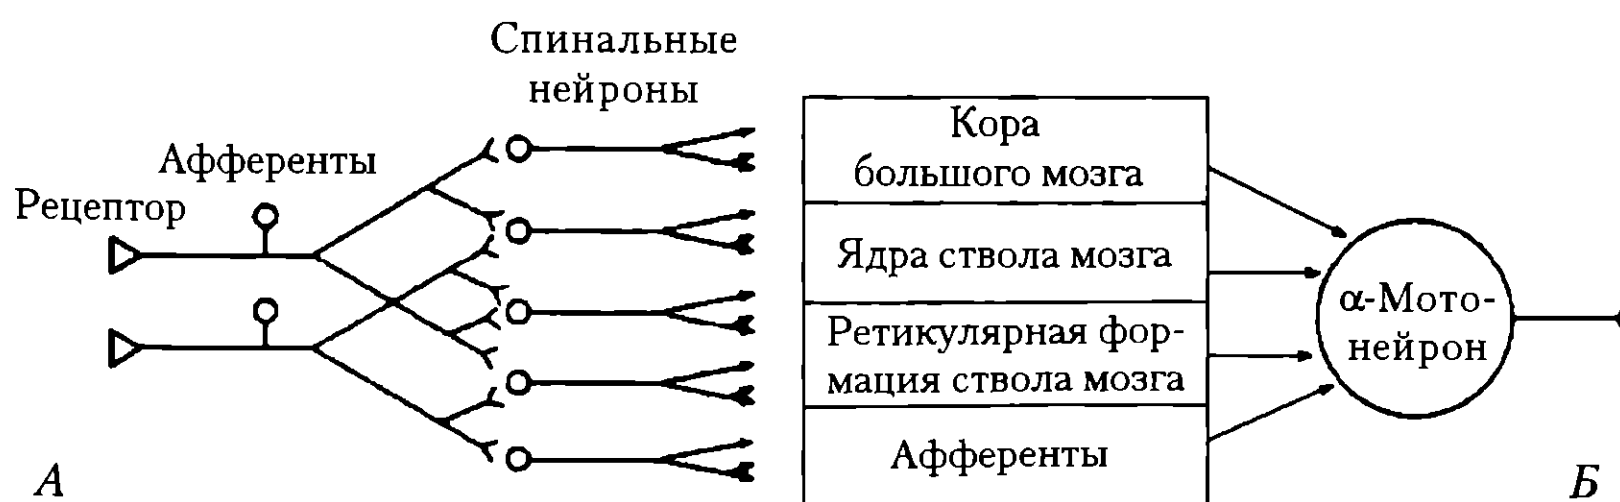 Спинальные
нейроны
Афференты
Рецептор
А
Кора
большого мозга
Ядра ствола мозга
Ретикулярная фор-
мация ствола мозга
Афференты
α-Мото-
нейрон
Б